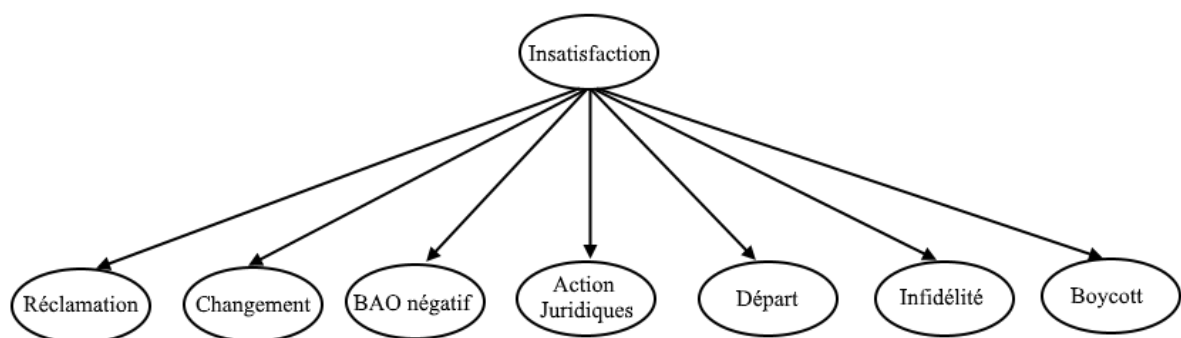 Insatisfaction
Réclamation
Changement
BAO négatif
Action
Juridiques
Départ
Infidélité
Boycott